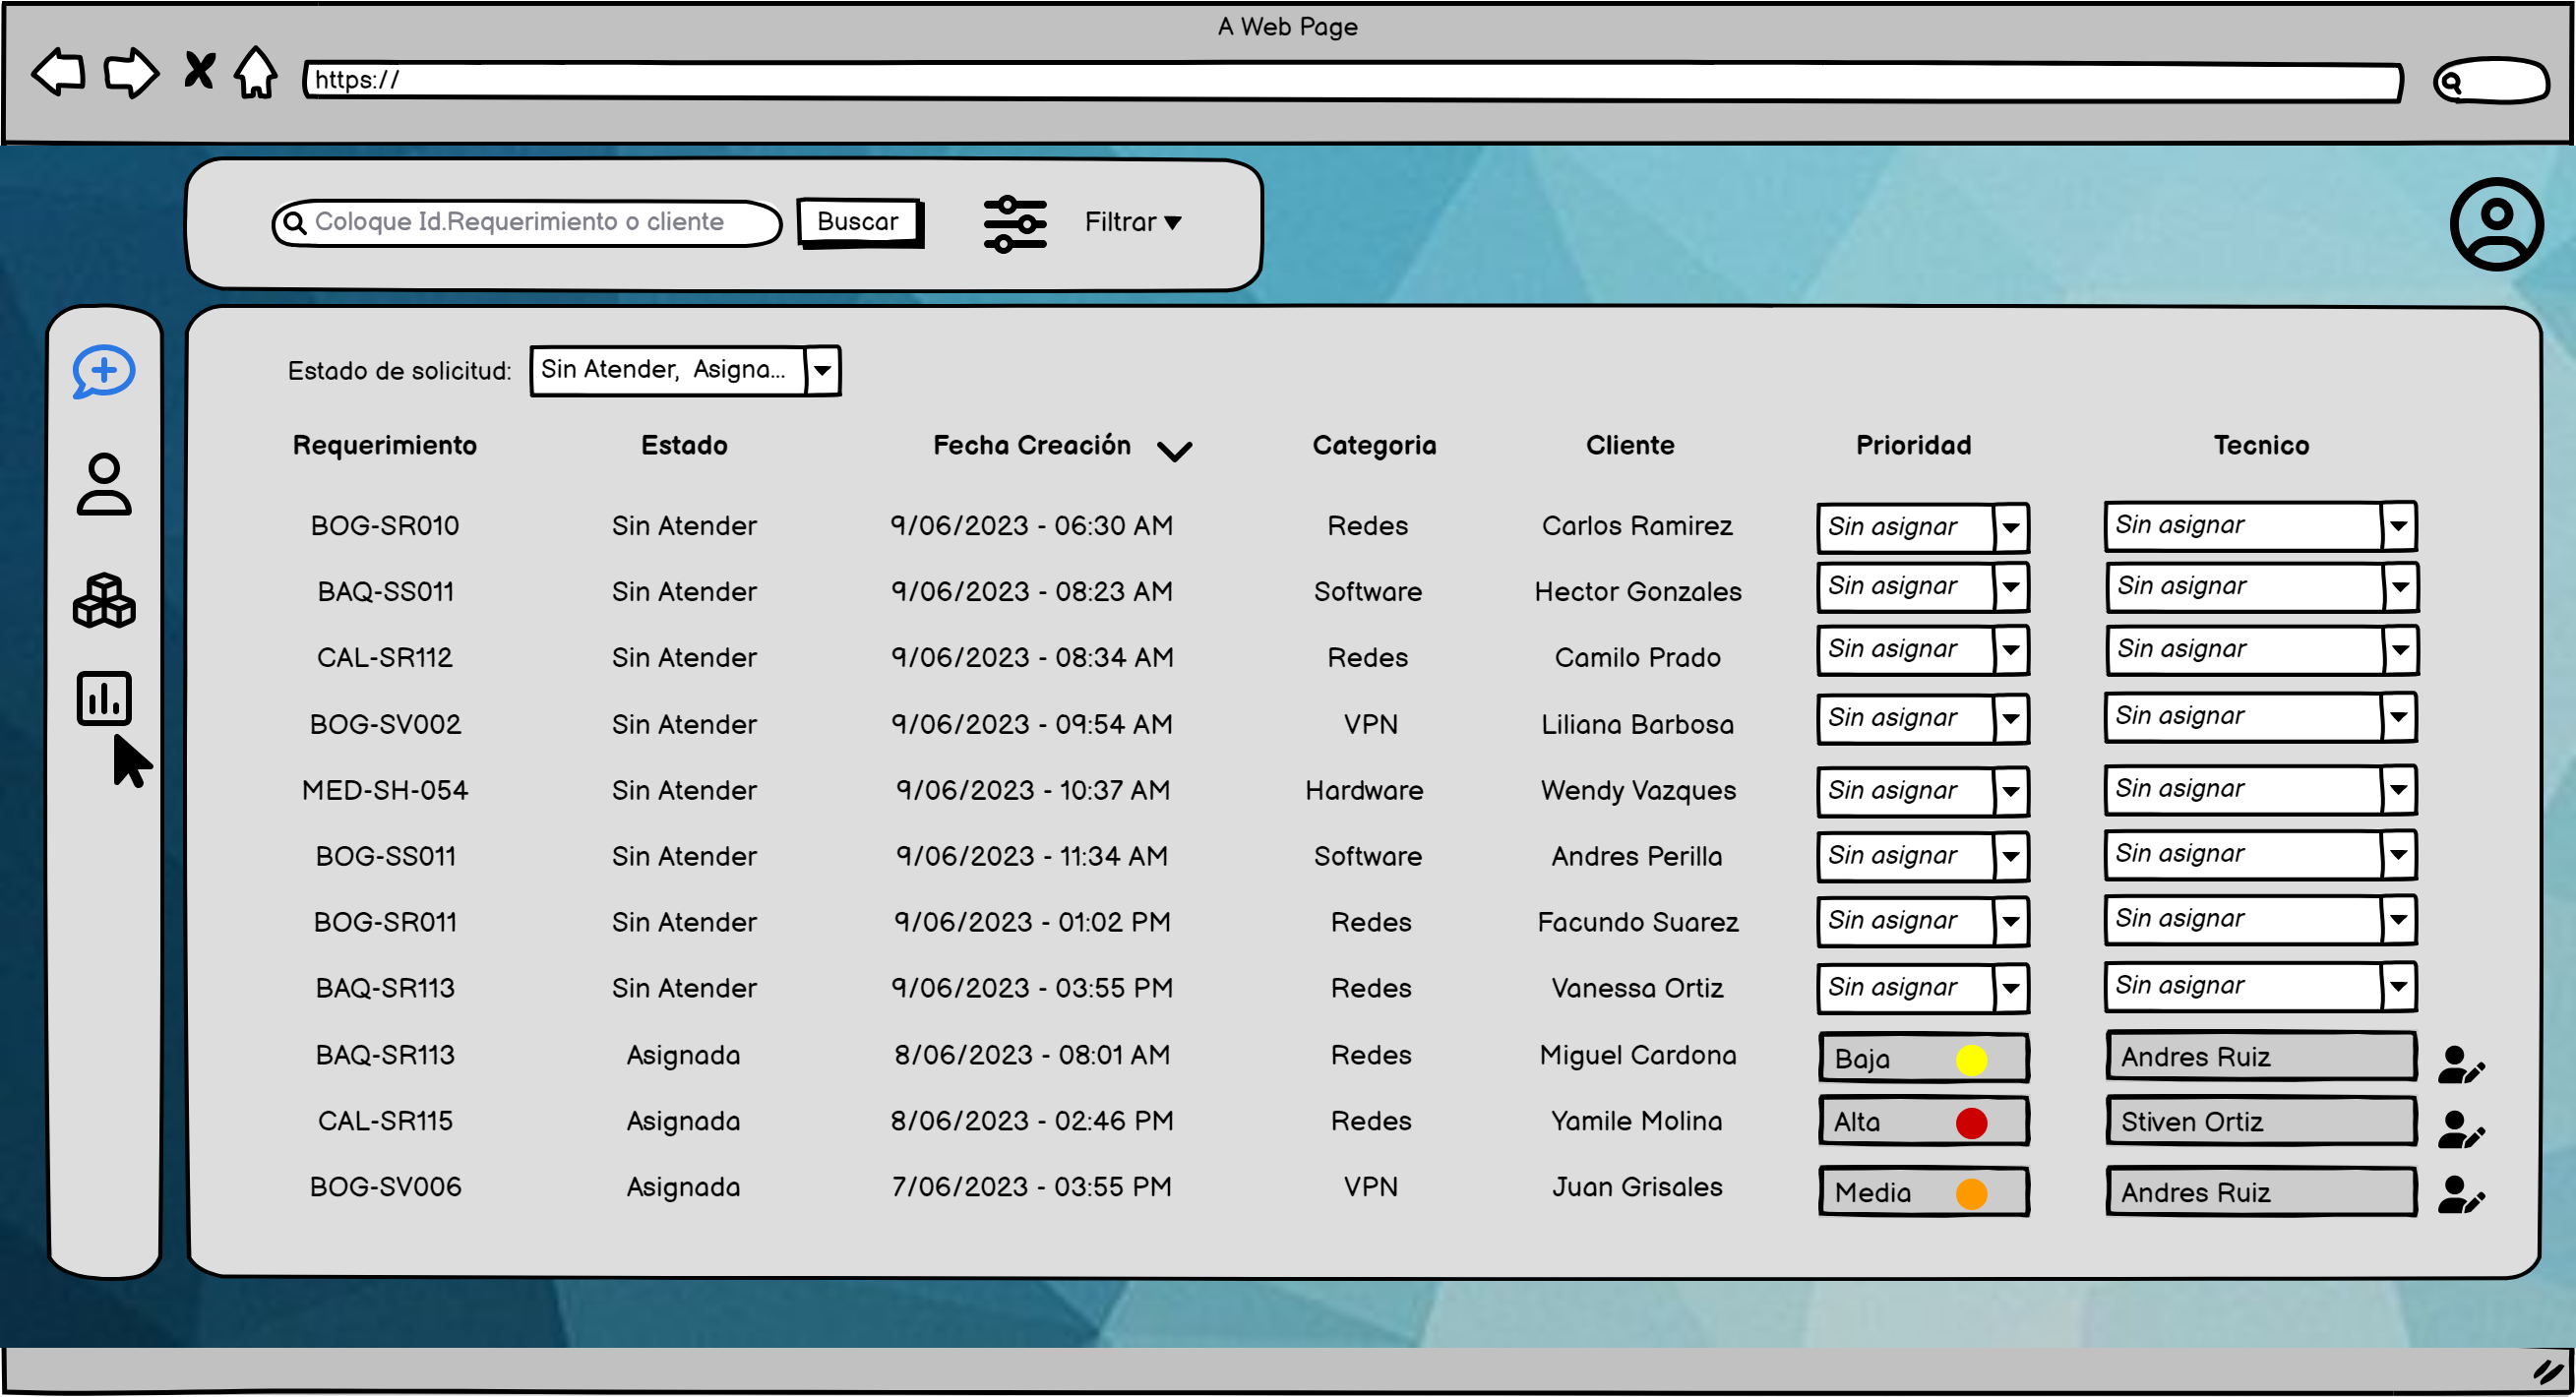 A Web Page
https://
Coloque Id.Requerimiento o cliente Buscar Filtrar
Estado de solicitud: Sin Atender, Asigna...
Requerimiento Estado Fecha Creación Categoria Cliente Prioridad Tecnico
BOG-SR010 Sin Atender 9/06/2023 - 06:30 AM Redes Carlos Ramirez Sin asignar Sin asignar
BAQ-SS011 Sin Atender 9/06/2023 - 08:23 AM Software Hector Gonzales Sin asignar Sin asignar
CAL-SR112 Sin Atender 9/06/2023 - 08:34 AM Redes Camilo Prado Sin asignar Sin asignar
BOG-SV002 Sin Atender 9/06/2023 - 09:54 AM VPN Liliana Barbosa Sin asignar Sin asignar
MED-SH-054 Sin Atender 9/06/2023 - 10:37 AM Hardware Wendy Vazques Sin asignar Sin asignar
BOG-SS011 Sin Atender 9/06/2023 - 11:34 AM Software Andres Perilla Sin asignar Sin asignar
BOG-SR011 Sin Atender 9/06/2023 - 01:02 PM Redes Facundo Suarez Sin asignar Sin asignar
BAQ-SR113 Sin Atender 9/06/2023 - 03:55 PM Redes Vanessa Ortiz Sin asignar Sin asignar
BAQ-SR113 Asignada 8/06/2023 - 08:01 AM Redes Miguel Cardona Baja Andres Ruiz
CAL-SR115 Asignada 8/06/2023 - 02:46 PM Redes Yamile Molina Alta Stiven Ortiz
BOG-SV006 Asignada 7/06/2023 - 03:55 PM VPN Juan Grisales Media Andres Ruiz